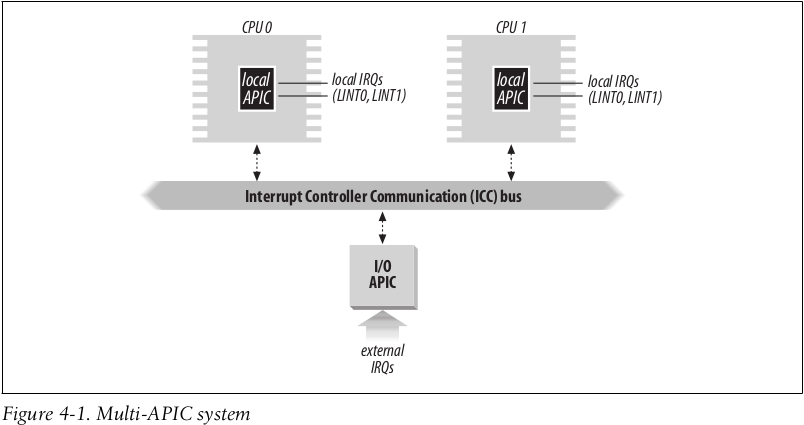 CPU 0
CPU 1
local
APIC
local IRQs
(LINT0, LINT1)
local
APIC
local IRQs
(LINT0, LINT1)
Interrupt Controller Communication (ICC) bus
I/O
APIC
external
IRQs
Figure 4-1. Multi-APIC system